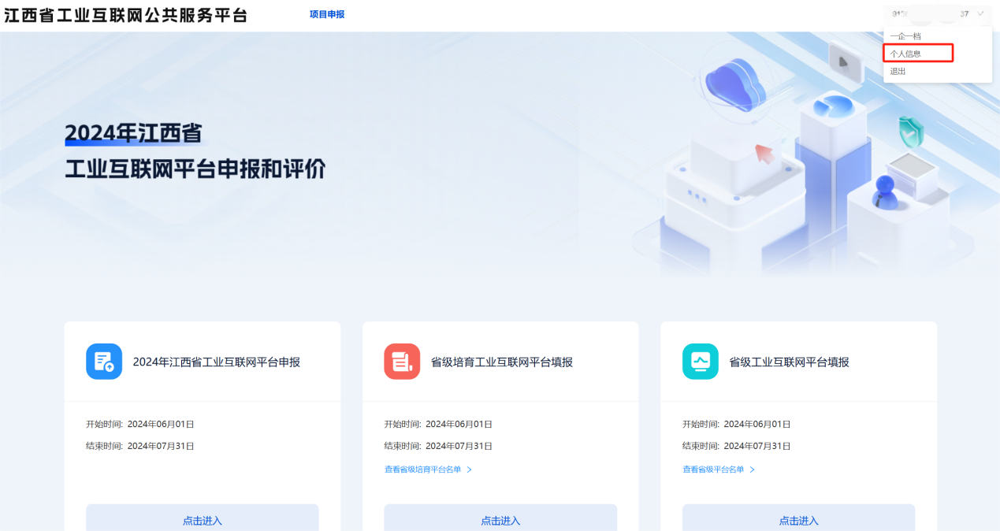 江西省工业互联网公共服务平台
项目申报
37
一企一档
个人信息
退出
2024年江西省
工业互联网平台申报和评价
2024年江西省工业互联网平台申报
开始时间: 2024年06月01日
结束时间: 2024年07月31日
点击进入
省级培育工业互联网平台填报
开始时间: 2024年06月01日
结束时间: 2024年07月31日
查看省级培育平台名单 >
点击进入
省级工业互联网平台填报
开始时间: 2024年06月01日
结束时间: 2024年07月31日
查看省级平台名单 >
点击进入